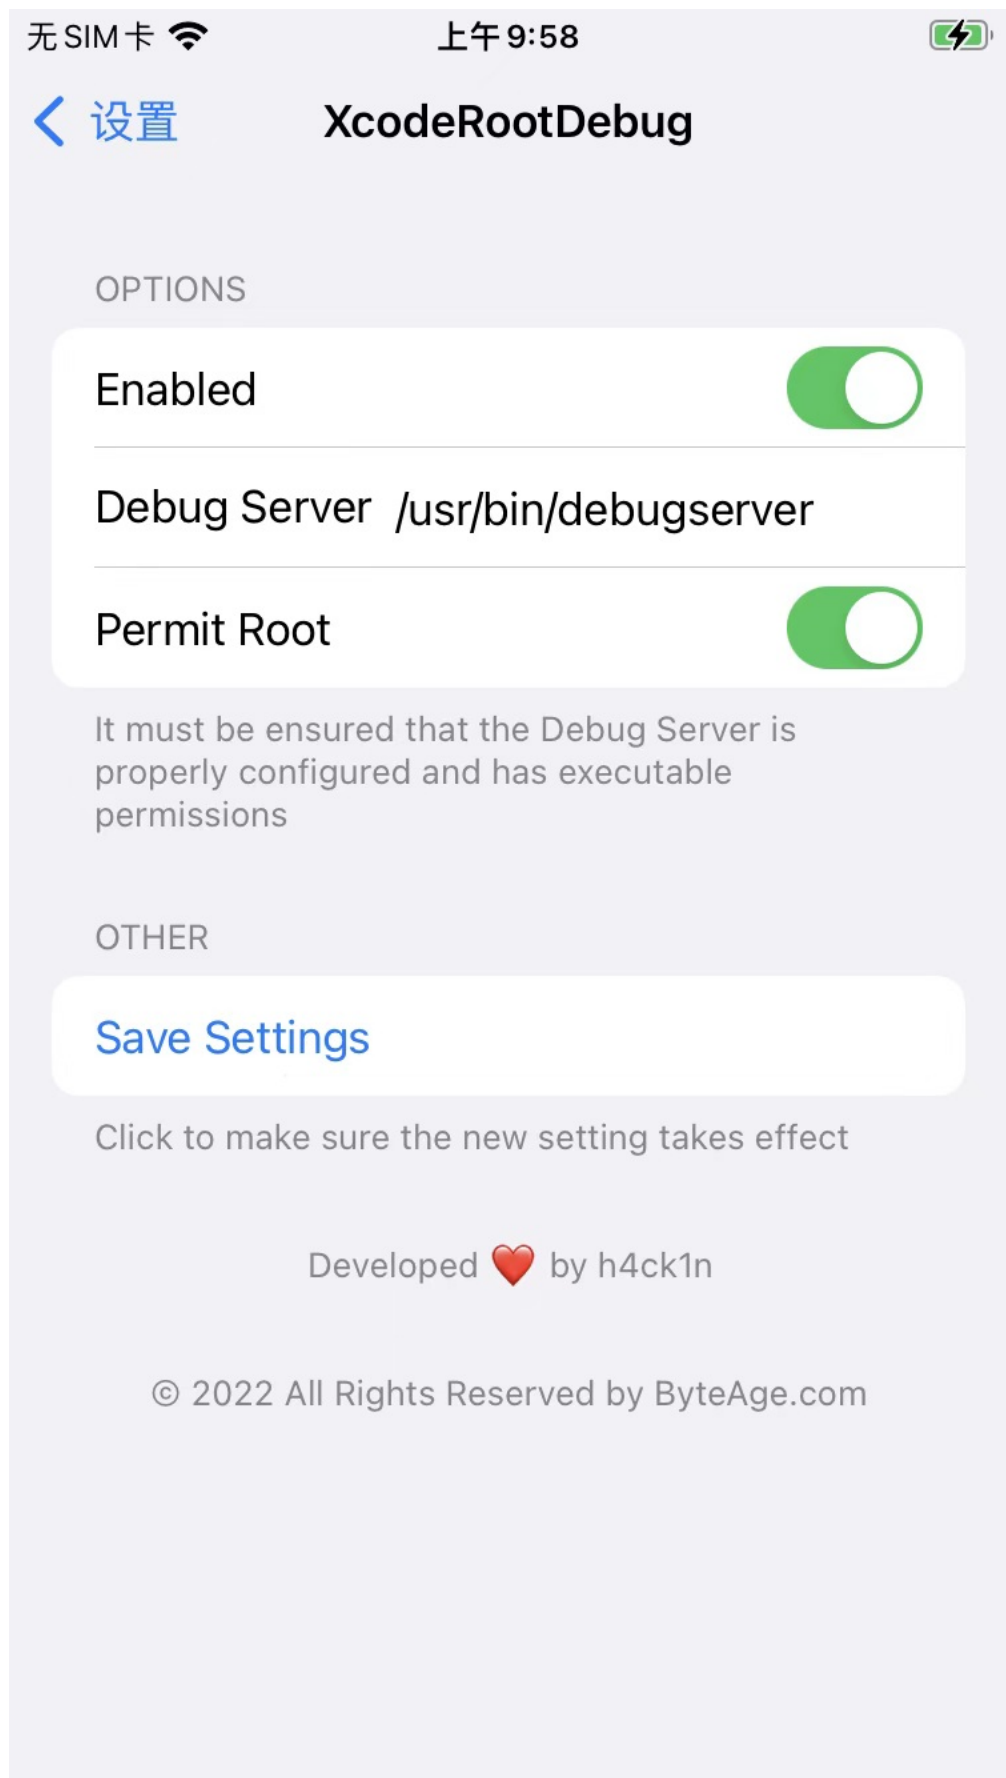 无SIM卡 上午9:58
设置 XcodeRootDebug
OPTIONS
Enabled
Debug Server /usr/bin/debugserver
Permit Root
It must be ensured that the Debug Server is
properly configured and has executable
permissions
OTHER
Save Settings
Click to make sure the new setting takes effect
Developed ❤️ by h4ck1n
© 2022 All Rights Reserved by ByteAge.com